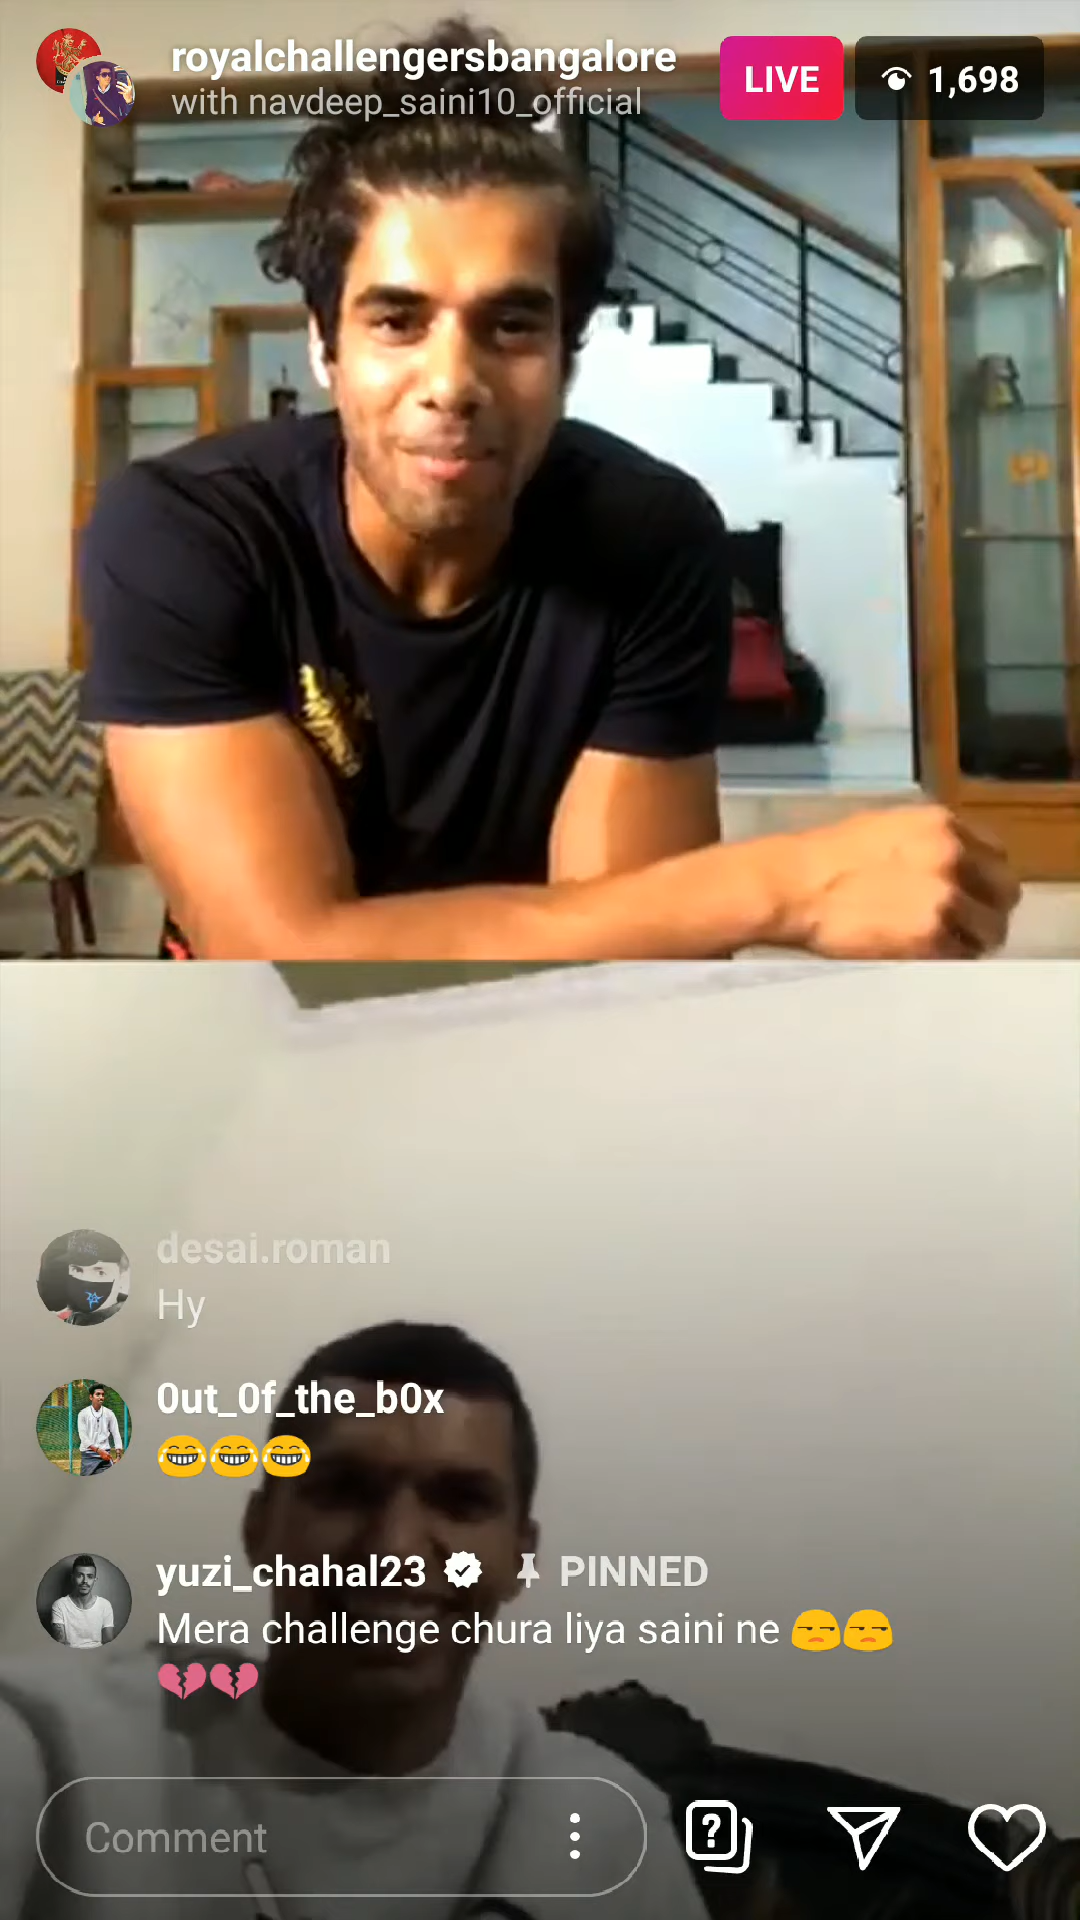 royalchallengersbangalore
with navdeep_saini10_official
LIVE
1,698
desai.roman
Hy
0ut_0f_the_b0x
😂😂😂
yuzi_chahal23 PINNED
Mera challenge chura liya saini ne 😒😒
💔💔
Comment